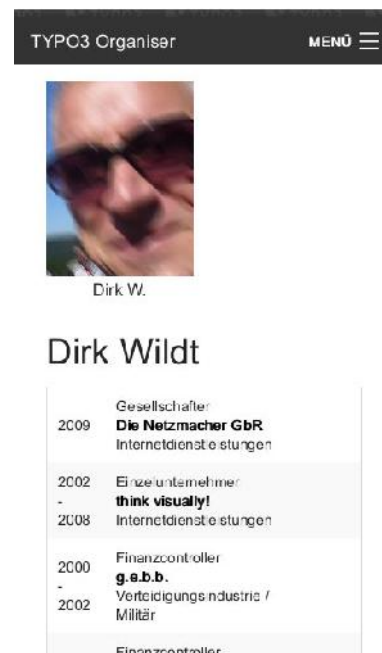 TYPO3 Organiser
MENÜ
Dirk W.
Dirk Wildt
Gesellschafter
2009 Die Netzmacher GbR
Internetdienstleistungen
2002 Einzelunternehmer
- think visually!
2008 Internetdienstleistungen
Finanzcontroller
2000 g.e.b.b.
- Verteidigungsindustrie /
2002 Militär
Finanzcontroller